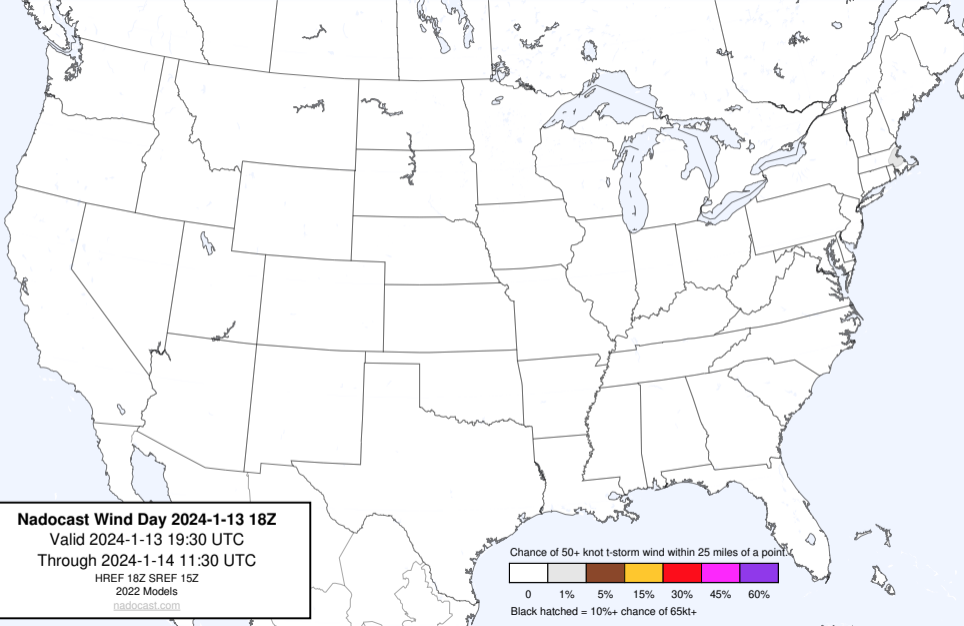 Nadocast Wind Day 2024-1-13 18Z
Valid 2024-1-13 19:30 UTC
Through 2024-1-14 11:30 UTC
HREF 18Z SREF 15Z
2022 Models
nadocast.com
Chance of 50+ knot t-storm wind within 25 miles of a point.
0 1% 5% 15% 30% 45% 60%
Black hatched = 10%+ chance of 65kt+